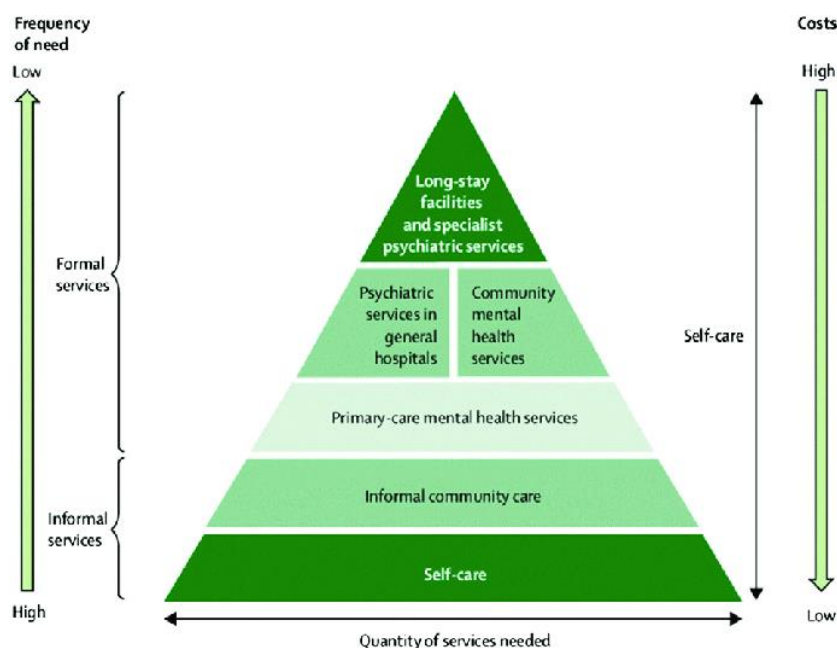 Frequency
of need
Low
Costs
High
Long-stay
facilities
and specialist
psychiatric services
Formal
services
Psychiatric
services in
general
hospitals
Community
mental
health
services
Self-care
Primary-care mental health services
Informal community care
Informal
services
Self-care
High
Low
Quantity of services needed